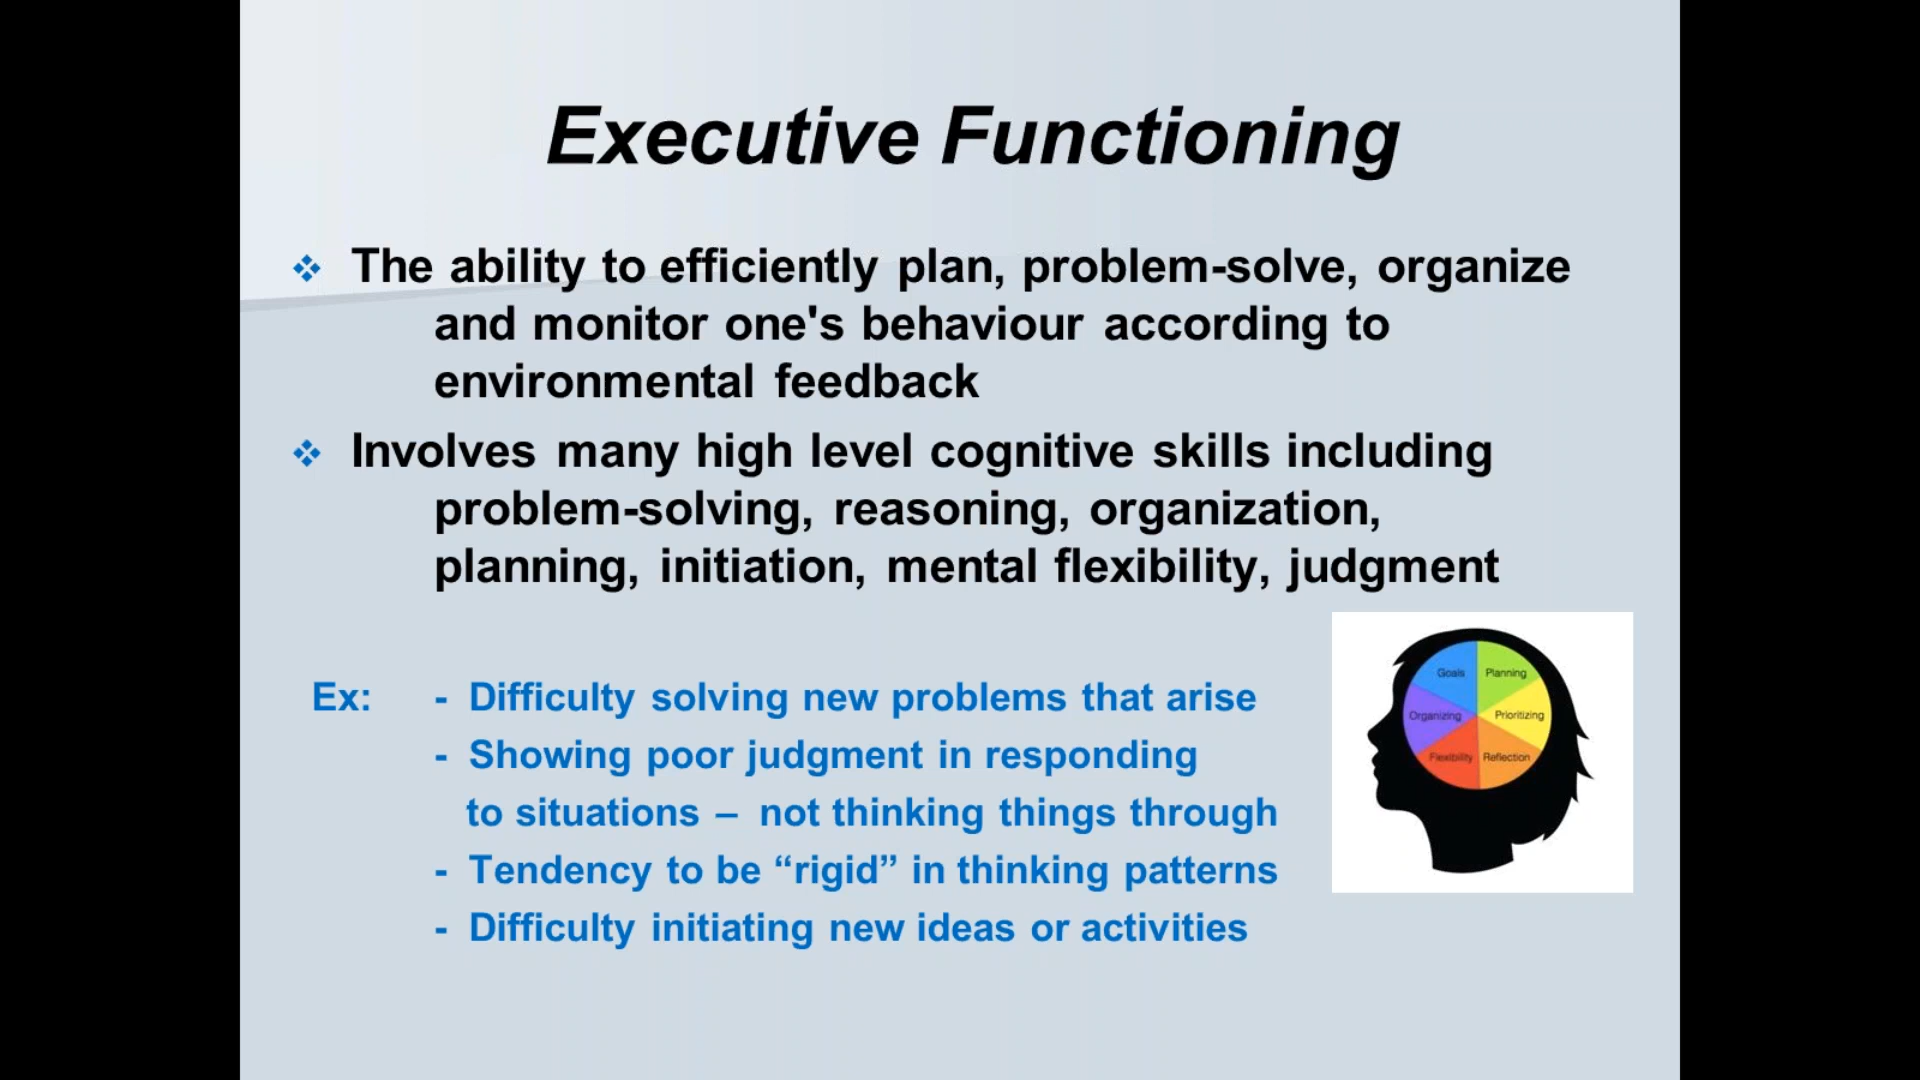 Executive Functioning
The ability to efficiently plan, problem-solve, organize
and monitor one's behaviour according to
environmental feedback
Involves many high level cognitive skills including
problem-solving, reasoning, organization,
planning, initiation, mental flexibility, judgment
Ex: - Difficulty solving new problems that arise
- Showing poor judgment in responding
to situations – not thinking things through
- Tendency to be “rigid” in thinking patterns
- Difficulty initiating new ideas or activities
Goals Planning
Organizing Prioritizing
Flexibility Reflection